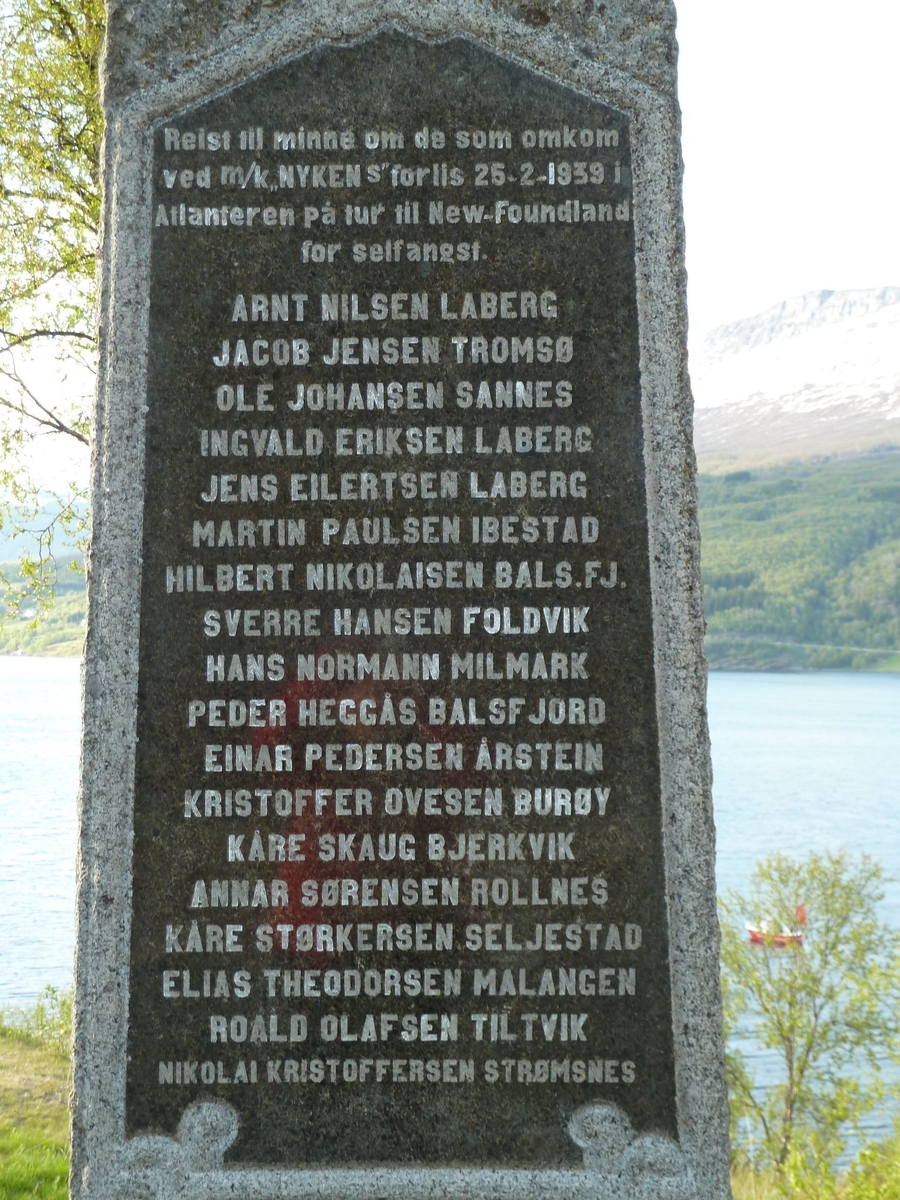 Reist til minne om de som omkom
ved m/k „NYKEN s" forlis 25-2-1939 i
Atlanteren på tur til New-Foundland
for selfangst.
ARNT NILSEN LABERG
JACOB JENSEN TROMSØ
OLE JOHANSEN SANNES
INGVALD ERIKSEN LABERG
JENS EILERTSEN LABERG
MARTIN PAULSEN IBESTAD
HILBERT NIKOLAISEN BALS.FJ.
SVERRE HANSEN FOLDVIK
HANS NORMANN MILMARK
PEDER HEGGÅS BALSFJORD
EINAR PEDERSEN ÅRSTEIN
KRISTOFFER OVESEN BURØY
KÅRE SKAUG BJERKVIK
ANNAR SØRENSEN ROLLNES
KÅRE STØRKERSEN SELJESTAD
ELIAS THEODORSEN MALANGEN
ROALD OLAFSEN TILTVIK
NIKOLAI KRISTOFFERSEN STRØMSNES